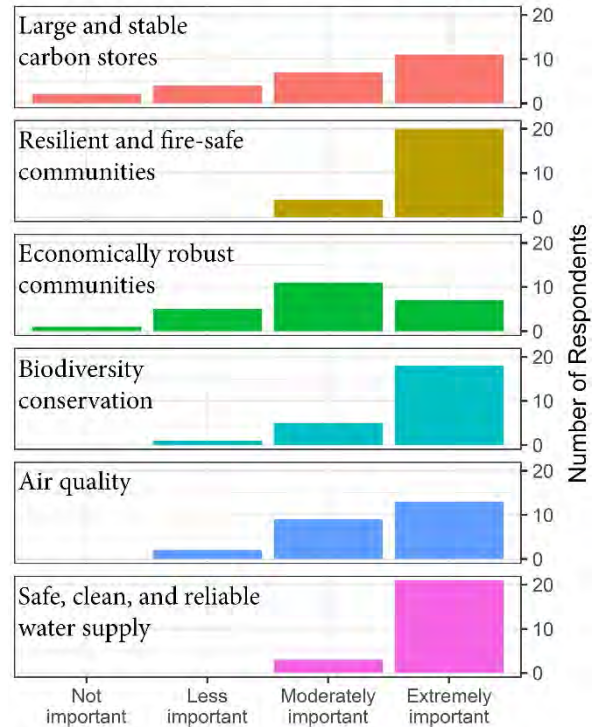 Large and stable
carbon stores
20
10
0
Resilient and fire-safe
communities
20
10
0
Economically robust
communities
20
10
0
Biodiversity
conservation
20
10
0
Air quality
20
10
0
Safe, clean, and reliable
water supply
20
10
0
Number of Respondents
Not
important
Less
important
Moderately
important
Extremely
important